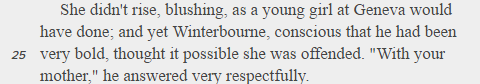 She didn't rise, blushing, as a young girl at Geneva would
have done; and yet Winterbourne, conscious that he had been
25 very bold, thought it possible she was offended. "With your
mother," he answered very respectfully.